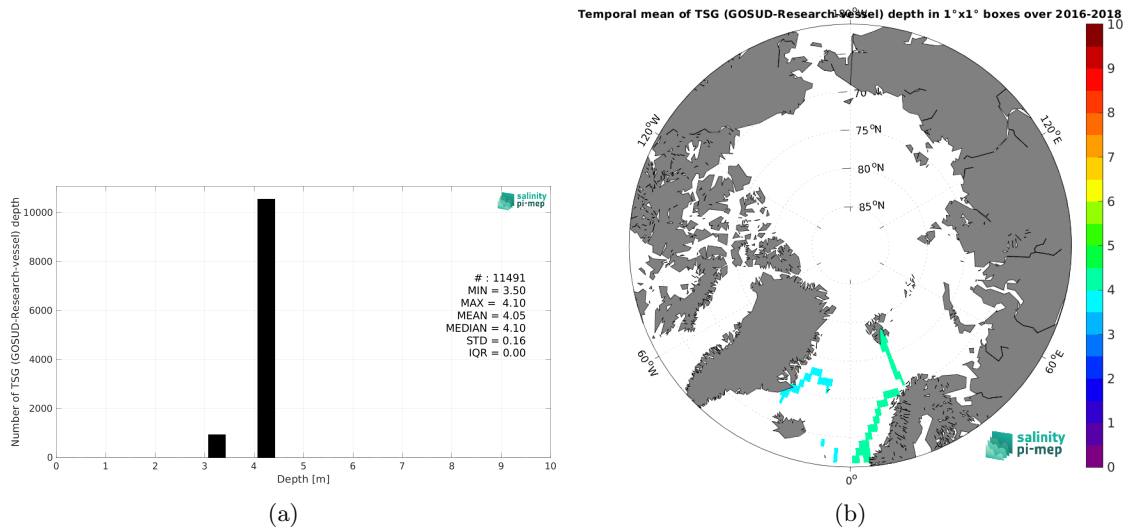 Temporal mean of TSG (GOSUD-Research-vessel) depth in 1°x1° boxes over 2016-2018
salinity
pi-mep
Number of TSG (GOSUD-Research-vessel) depth
10000
8000
6000
4000
2000
0
# : 11491
MIN = 3.50
MAX = 4.10
MEAN = 4.05
MEDIAN = 4.10
STD = 0.16
IQR = 0.00
0 1 2 3 4 5 6 7 8 9 10
Depth [m]
(a)
180°W
120°W
120°E
60°W
60°E
0°
70
75°N
80°N
85°N
salinity
pi-mep
10
9
8
7
6
5
4
3
2
1
0
(b)